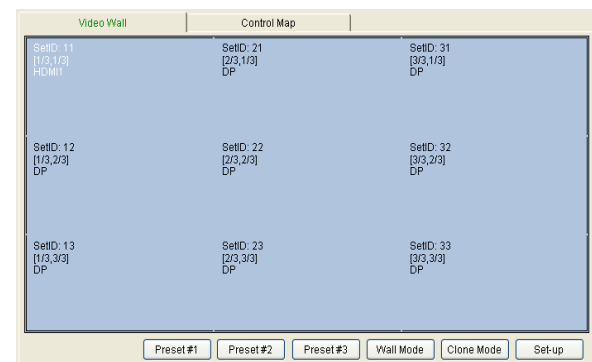 Video Wall
Control Map
SetID: 11
[1/3,1/3]
HDMI1
SetID: 21
[2/3,1/3]
DP
SetID: 31
[3/3,1/3]
DP
SetID: 12
[1/3,2/3]
DP
SetID: 22
[2/3,2/3]
DP
SetID: 32
[3/3,2/3]
DP
SetID: 13
[1/3,3/3]
DP
SetID: 23
[2/3,3/3]
DP
SetID: 33
[3/3,3/3]
DP
Preset #1
Preset #2
Preset #3
Wall Mode
Clone Mode
Set-up